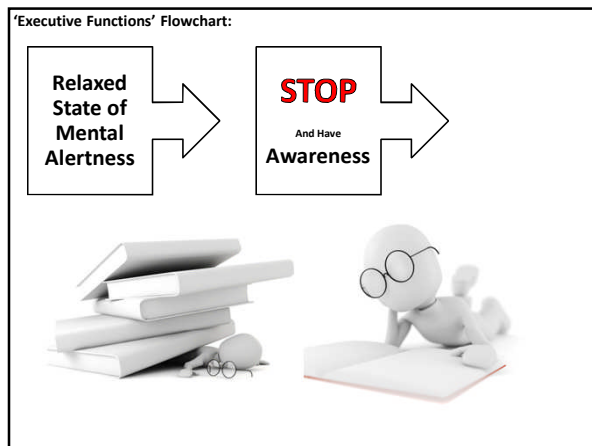 ‘Executive Functions’ Flowchart:
Relaxed
State of
Mental
Alertness
STOP
And Have
Awareness